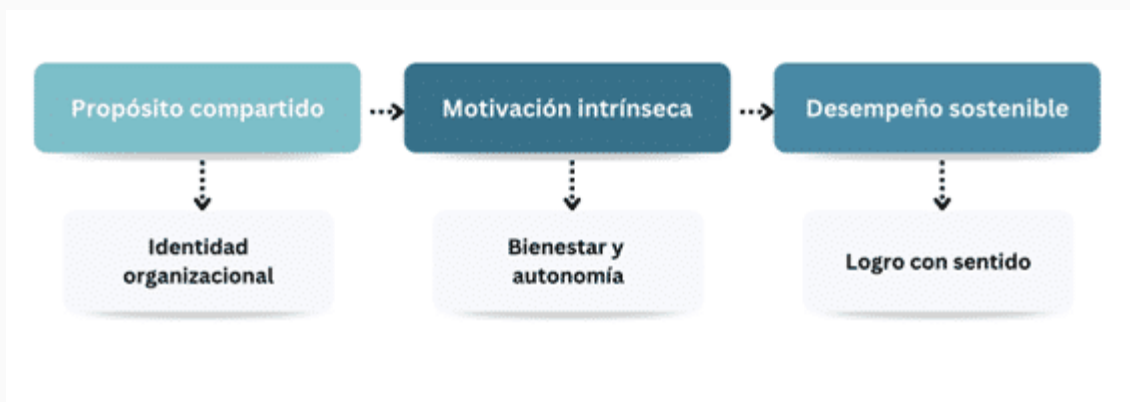 Propósito compartido
Motivación intrínseca
Desempeño sostenible
Identidad
organizacional
Bienestar y
autonomía
Logro con sentido